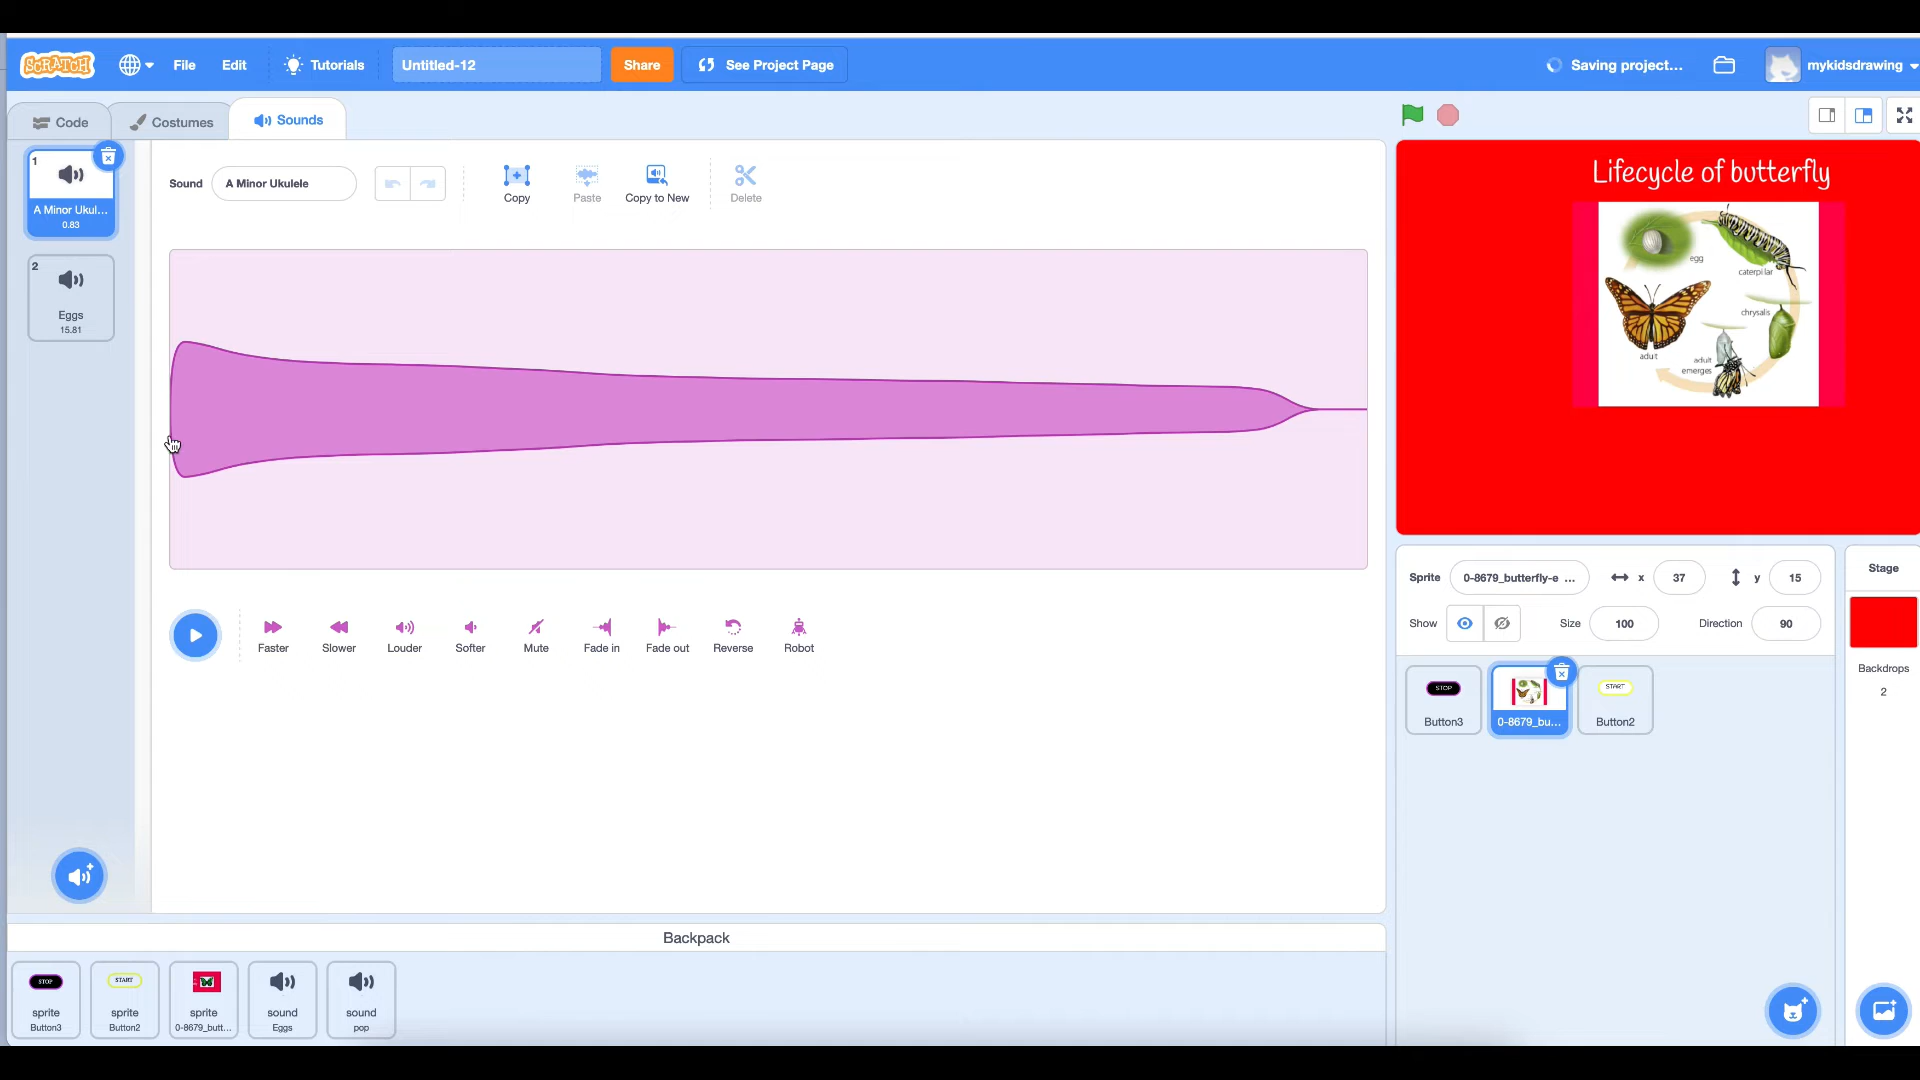 SCRATCH
File
Edit
Tutorials
Untitled-12
Share
See Project Page
Saving project...
mykidsdrawing
Code
Costumes
Sounds
1
A Minor Ukul...
0.83
2
Eggs
15.81
Sound
A Minor Ukulele
Copy
Paste
Copy to New
Delete
Faster
Slower
Louder
Softer
Mute
Fade in
Fade out
Reverse
Robot
Lifecycle of butterfly
egg
caterpillar
chrysalis
adult
emerges
adult
Sprite
0-8679_butterfly-e ...
x
37
y
15
Show
Size
100
Direction
90
STOP
Button3
0-8679_bu...
START
Button2
Stage
Backdrops
2
Backpack
STOP
sprite
Button3
START
sprite
Button2
sprite
0-8679_butt...
sound
Eggs
sound
pop